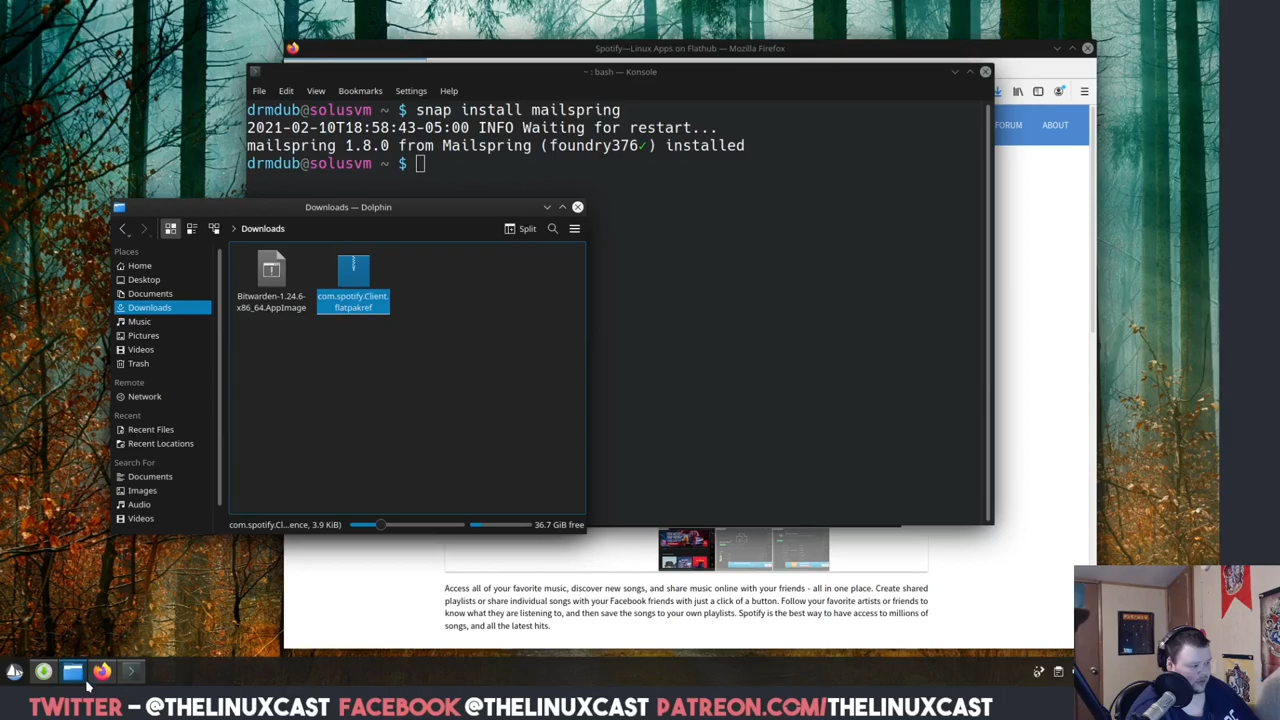 Spotify—Linux Apps on Flathub — Mozilla Firefox
~ : bash — Konsole
File Edit View Bookmarks Settings Help
FORUM ABOUT
drmdub@solusvm ~ $ snap install mailspring
2021-02-10T18:58:43-05:00 INFO Waiting for restart...
mailspring 1.8.0 from Mailspring (foundry376✓) installed
drmdub@solusvm ~ $
Downloads — Dolphin
Downloads
Split
Places
Home
Desktop
Documents
Downloads
Music
Pictures
Videos
Trash
Remote
Network
Recent
Recent Files
Recent Locations
Search For
Documents
Images
Audio
Videos
Bitwarden-1.24.6-
x86_64.AppImage
com.spotify.Client.
flatpakref
com.spotify.Cl...ence, 3.9 KiB)
36.7 GiB free
Access all of your favorite music, discover new songs, and share music online with your friends - all in one place. Create shared
playlists or share individual songs with your Facebook friends with just a click of a button. Follow your favorite artists or friends to
know what they are listening to, and then save the songs to your own playlists. Spotify is the best way to have access to millions of
songs, and all the latest hits.
TWITTER – @THELINUXCAST FACEBOOK @THELINUXCAST PATREON.COM/THELINUXCAST